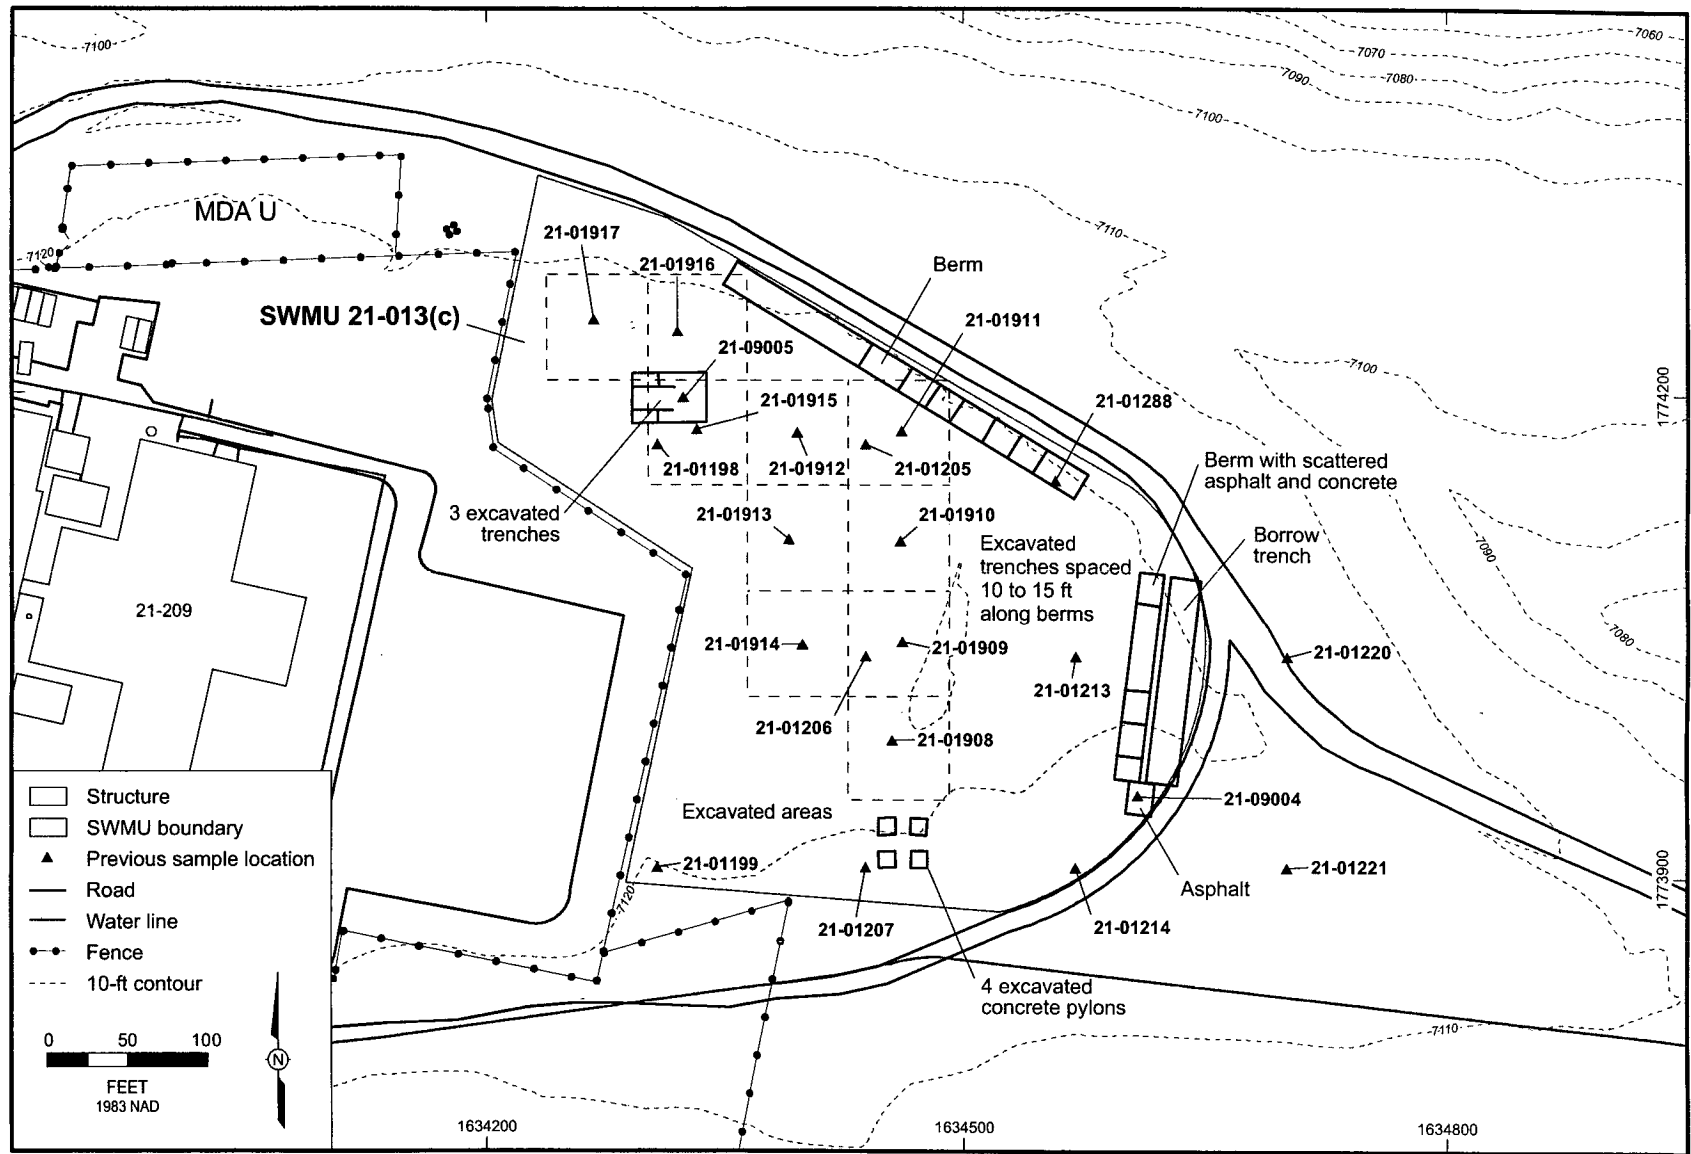 7100
7060
7070
7080
7090
7100
MDA U
7120
21-01917
21-01916
7110
Berm
SWMU 21-013(c)
21-01911
21-09005
7100
21-01915
21-01288
1774200
21-01198
21-01912
21-01205
Berm with scattered
asphalt and concrete
3 excavated
trenches
21-01913
21-01910
Borrow
trench
Excavated
trenches spaced
10 to 15 ft
along berms
7090
21-209
7080
21-01914
21-01909
21-01220
21-01213
21-01206
21-01908
Excavated areas
21-09004
21-01199
21-01221
7120
Asphalt
1773900
21-01207
21-01214
4 excavated
concrete pylons
7110
Structure
SWMU boundary
Previous sample location
Road
Water line
Fence
10-ft contour
0 50 100
FEET
1983 NAD
N
1634200
1634500
1634800